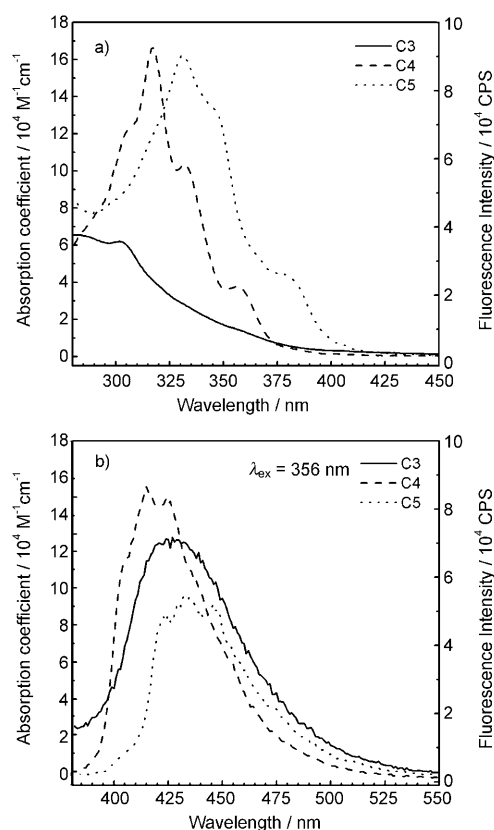 a)
C3
C4
C5
Absorption coefficient / 10⁴ M⁻¹cm⁻¹
18
16
14
12
10
8
6
4
2
0
Fluorescence Intensity / 10⁴ CPS
10
8
6
4
2
0
300 325 350 375 400 425 450
Wavelength / nm
b)
λex = 356 nm
C3
C4
C5
Absorption coefficient / 10⁴ M⁻¹cm⁻¹
18
16
14
12
10
8
6
4
2
0
Fluorescence Intensity / 10⁴ CPS
10
8
6
4
2
0
400 425 450 475 500 525 550
Wavelength / nm